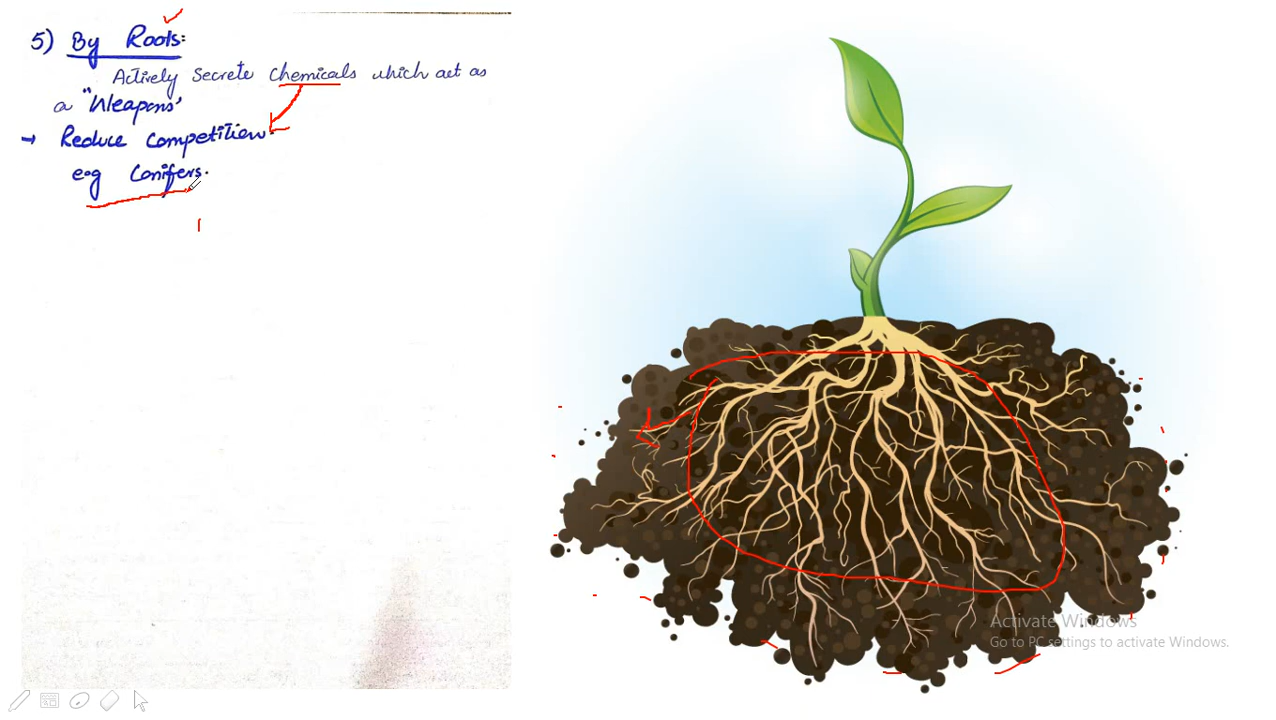 5) By Roots:
Actively Secrete Chemicals which act as
a "Weapons"
→ Reduce Competition.
e.g Conifers.
Activate Windows
Go to PC settings to activate Windows.